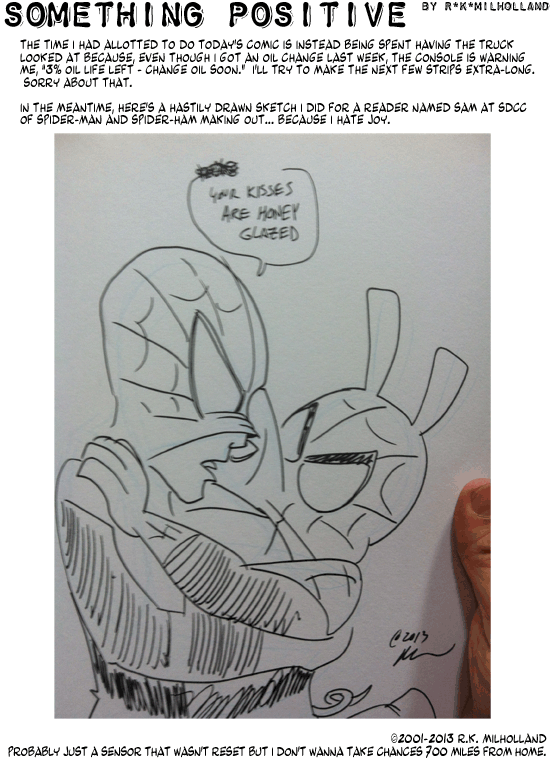 SOMETHING POSITIVE BY R*K*MILHOLLAND
THE TIME I HAD ALLOTTED TO DO TODAY'S COMIC IS INSTEAD BEING SPENT HAVING THE TRUCK
LOOKED AT BECAUSE, EVEN THOUGH I GOT AN OIL CHANGE LAST WEEK, THE CONSOLE IS WARNING
ME, "3% OIL LIFE LEFT - CHANGE OIL SOON." I'LL TRY TO MAKE THE NEXT FEW STRIPS EXTRA-LONG.
SORRY ABOUT THAT.
IN THE MEANTIME, HERE'S A HASTILY DRAWN SKETCH I DID FOR A READER NAMED SAM AT SDCC
OF SPIDER-MAN AND SPIDER-HAM MAKING OUT... BECAUSE I HATE JOY.
YOUR KISSES
ARE HONEY
GLAZED
©2013
©2001-2013 R.K. MILHOLLAND
PROBABLY JUST A SENSOR THAT WASN'T RESET BUT I DON'T WANNA TAKE CHANCES 700 MILES FROM HOME.